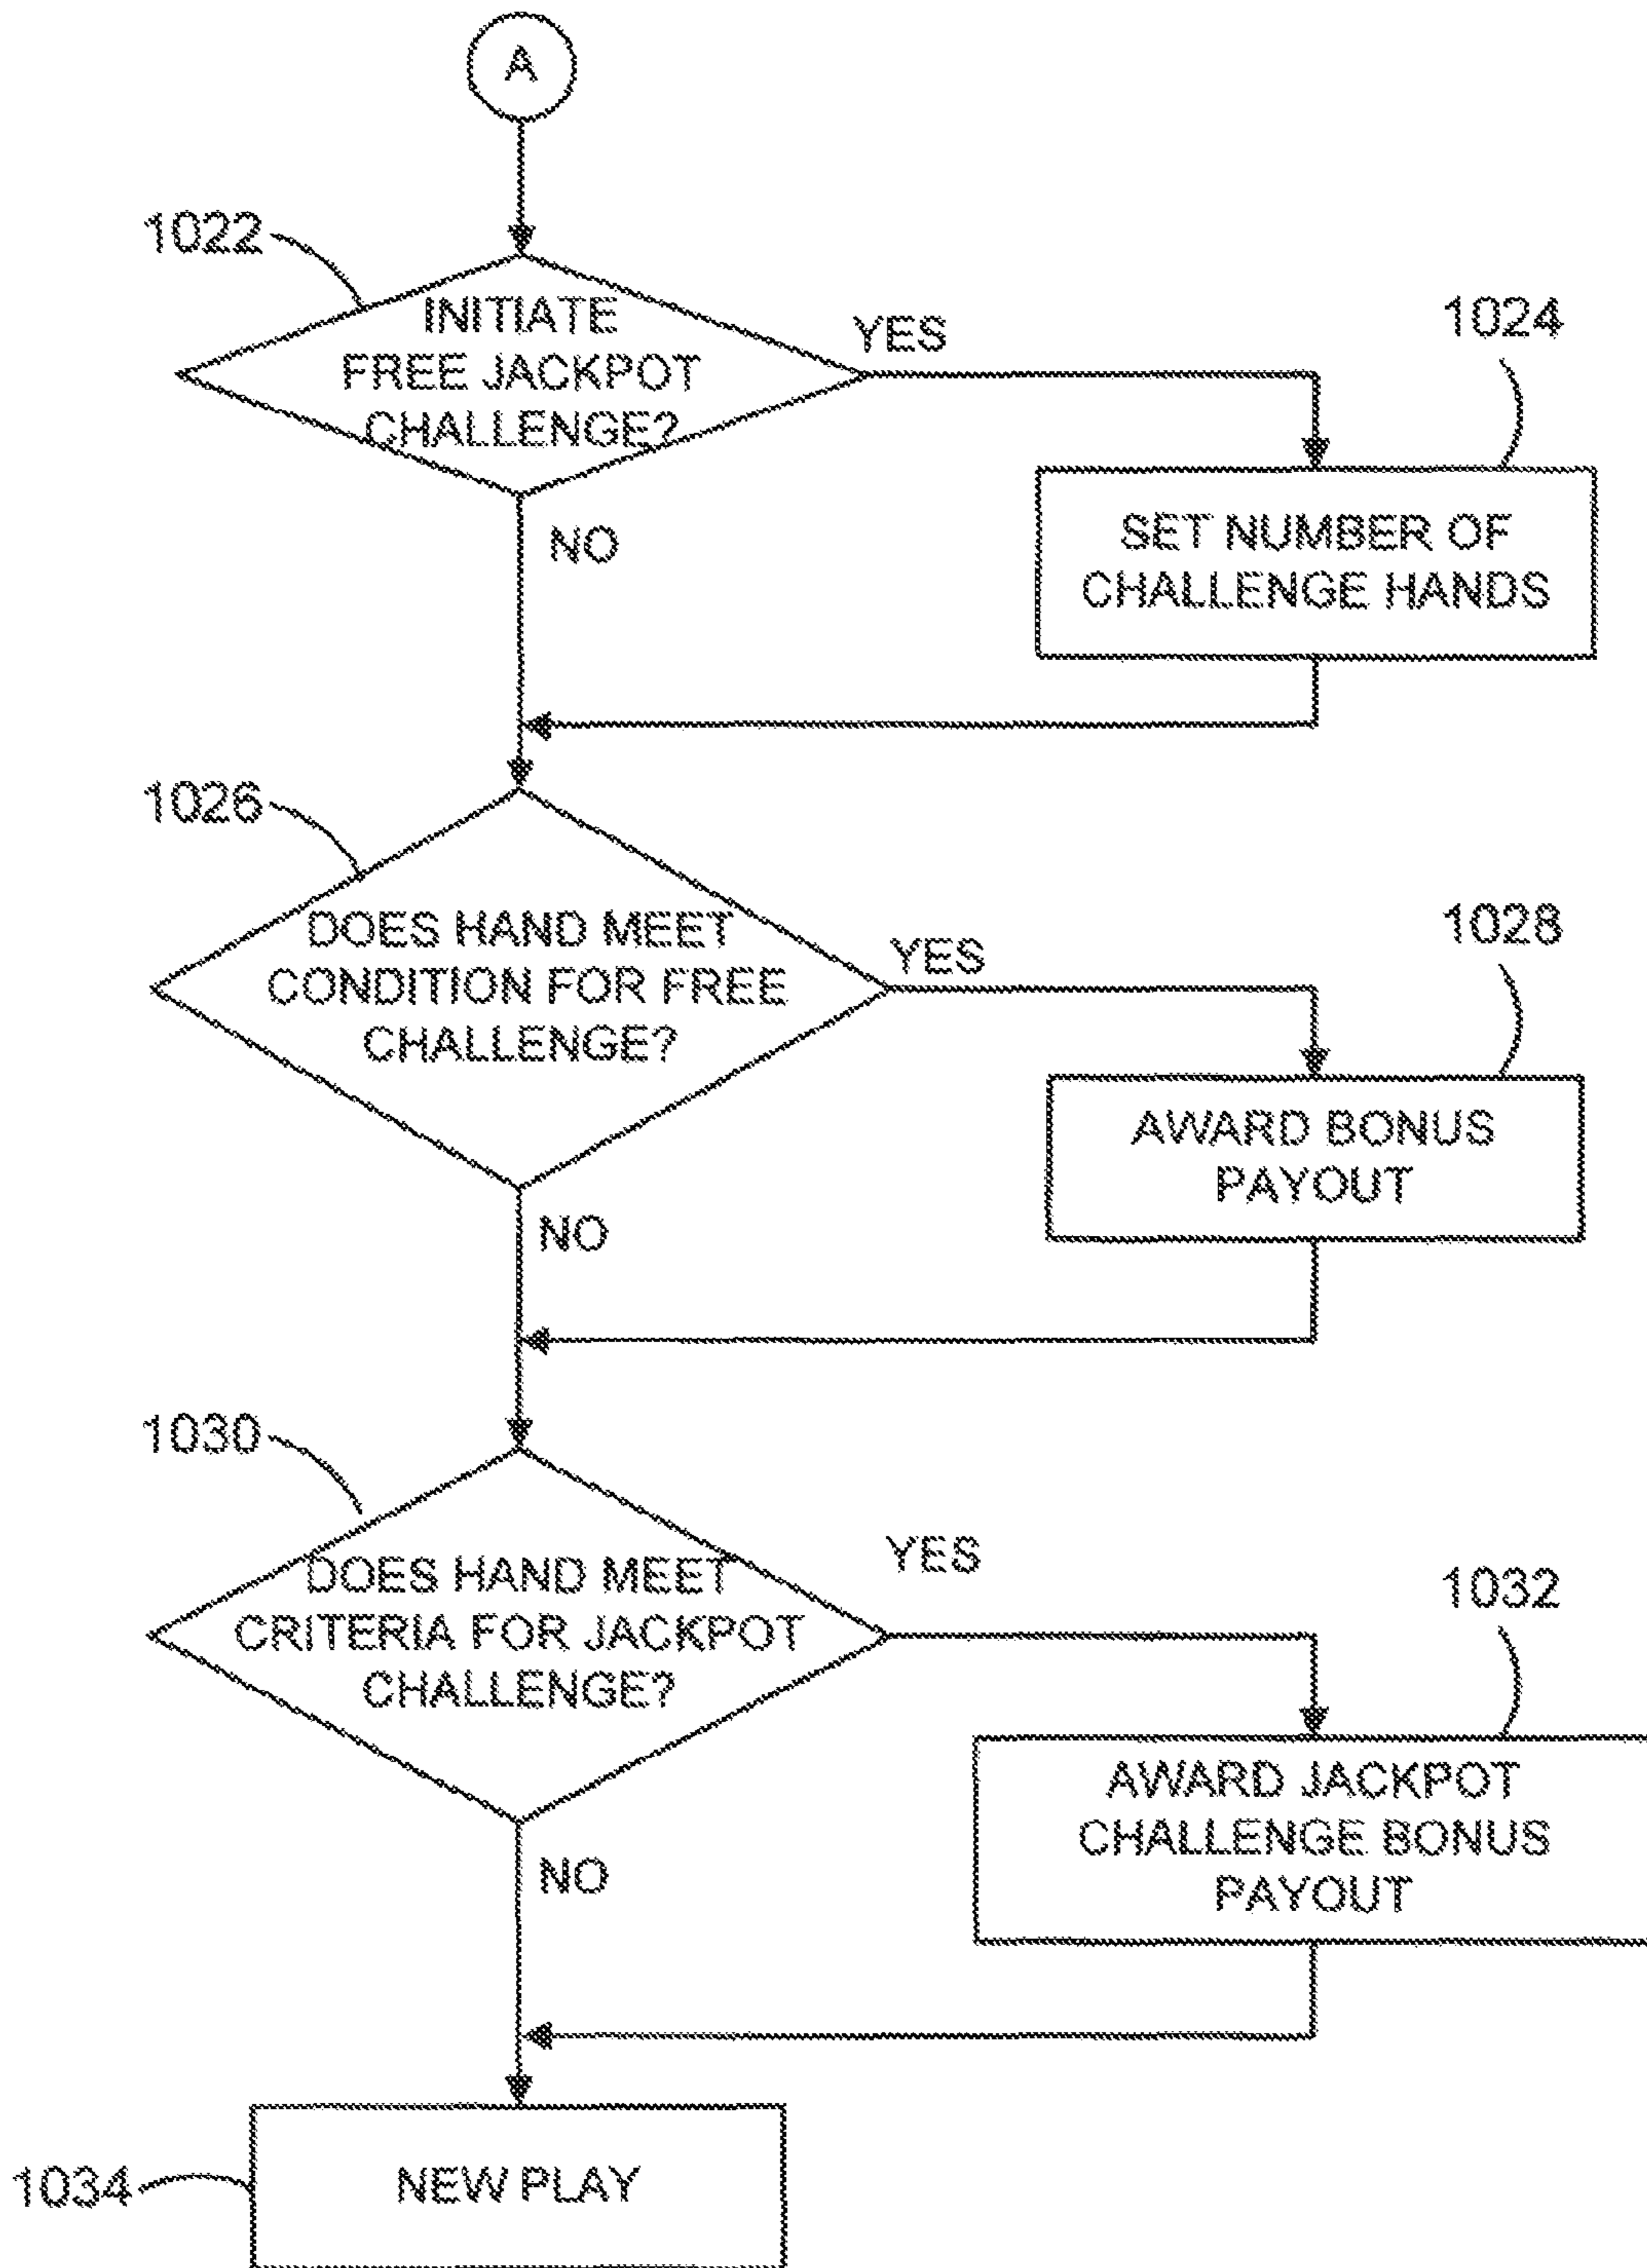 A
1022
INITIATE
FREE JACKPOT
CHALLENGE?
YES
1024
SET NUMBER OF
CHALLENGE HANDS
NO
1026
DOES HAND MEET
CONDITION FOR FREE
CHALLENGE?
YES
1028
AWARD BONUS
PAYOUT
NO
1030
DOES HAND MEET
CRITERIA FOR JACKPOT
CHALLENGE?
YES
1032
AWARD JACKPOT
CHALLENGE BONUS
PAYOUT
NO
1034
NEW PLAY